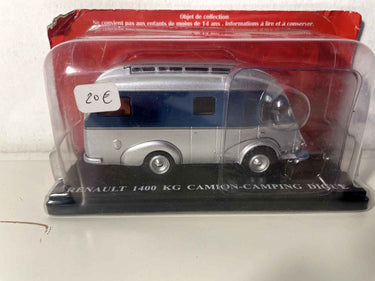 Objet de collection
Ne convient pas aux enfants de moins de 14 ans. Informations à lire et à conserver.
20€
RENAULT 1400 KG CAMION-CAMPING